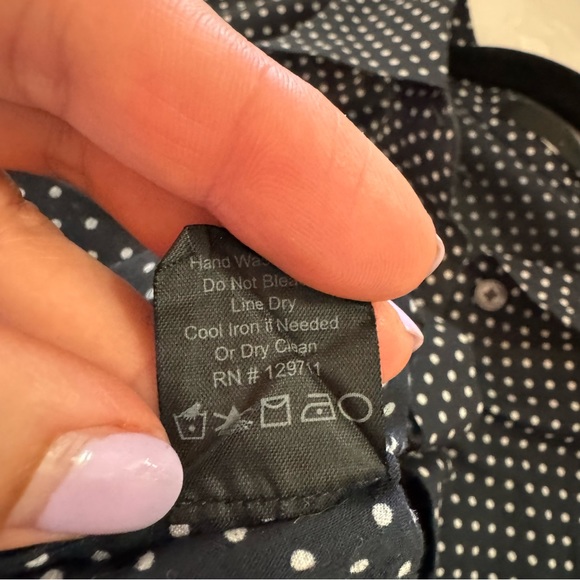 Hand
Do Not
Line Dry
Cool Iron if Needed
Or Dry Clean
RN #